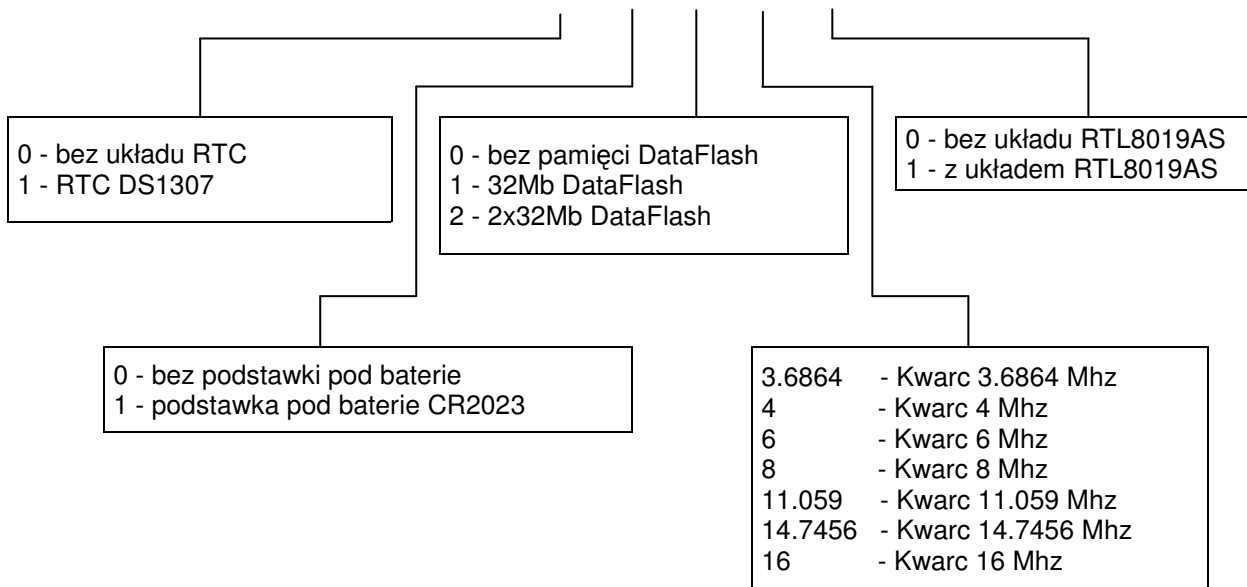 0 - bez układu RTC
1 - RTC DS1307
0 - bez pamięci DataFlash
1 - 32Mb DataFlash
2 - 2x32Mb DataFlash
0 - bez układu RTL8019AS
1 - z układem RTL8019AS
0 - bez podstawki pod baterie
1 - podstawka pod baterie CR2023
3.6864 - Kwarc 3.6864 Mhz
4 - Kwarc 4 Mhz
6 - Kwarc 6 Mhz
8 - Kwarc 8 Mhz
11.059 - Kwarc 11.059 Mhz
14.7456 - Kwarc 14.7456 Mhz
16 - Kwarc 16 Mhz